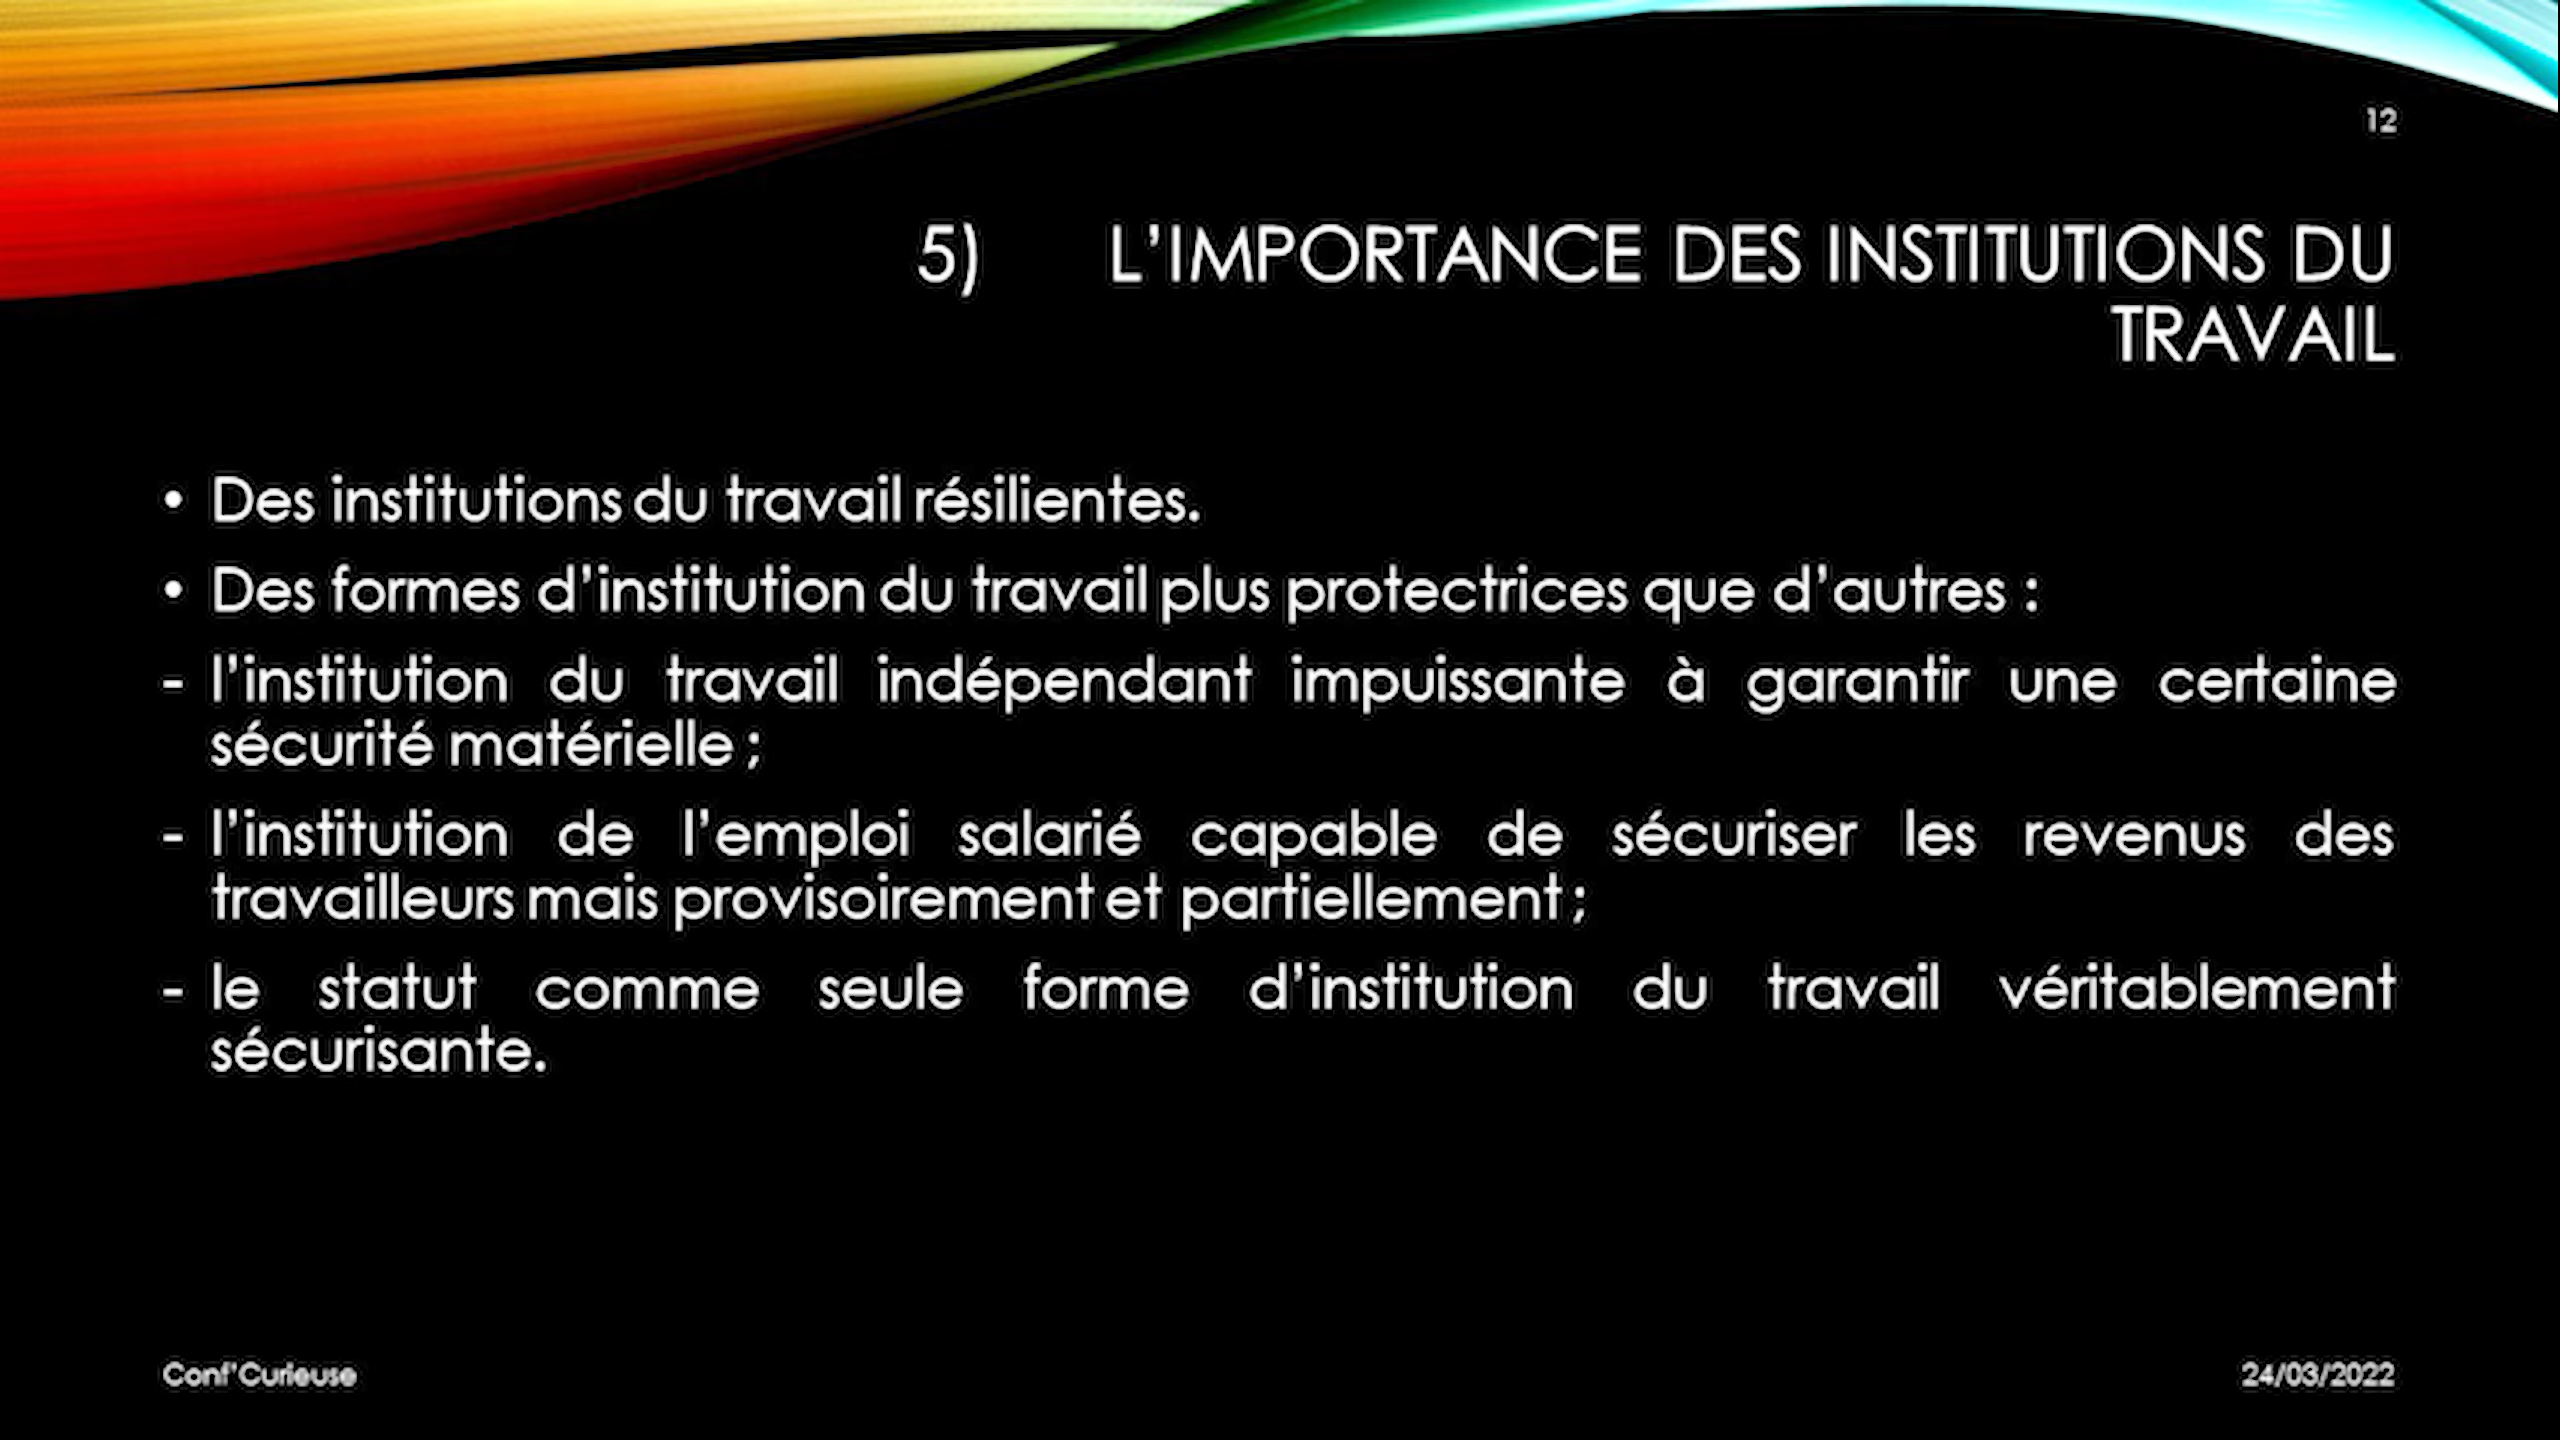 12
5) L’IMPORTANCE DES INSTITUTIONS DU
TRAVAIL
• Des institutions du travail résilientes.
• Des formes d’institution du travail plus protectrices que d’autres :
- l’institution du travail indépendant impuissante à garantir une certaine
sécurité matérielle ;
- l’institution de l’emploi salarié capable de sécuriser les revenus des
travailleurs mais provisoirement et partiellement ;
- le statut comme seule forme d’institution du travail véritablement
sécurisante.
Conf’Curieuse
24/03/2022